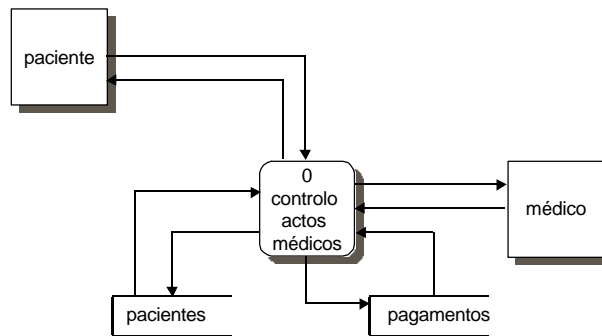 paciente
0
controlo
actos
médicos
médico
pacientes
pagamentos